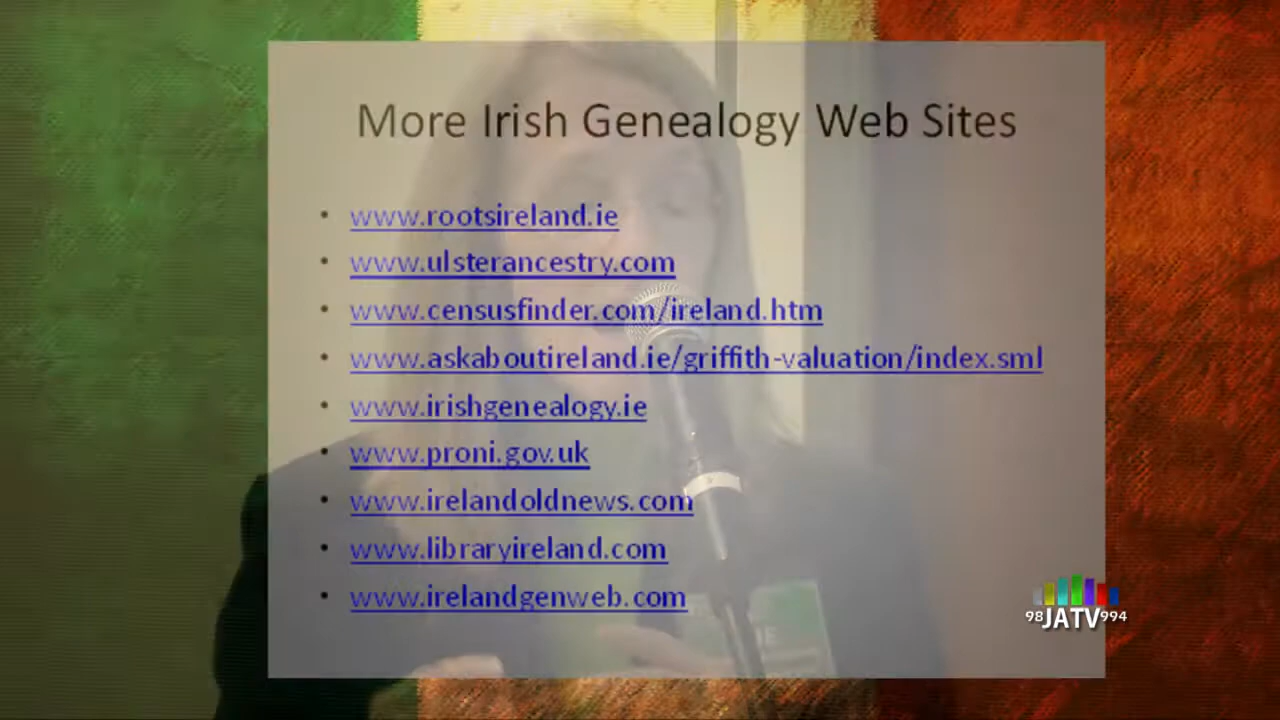 More Irish Genealogy Web Sites
• www.rootsireland.ie
• www.ulsterancestry.com
• www.censusfinder.com/ireland.htm
• www.askaboutireland.ie/griffith-valuation/index.sml
• www.irishgenealogy.ie
• www.proni.gov.uk
• www.irelandoldnews.com
• www.libraryireland.com
• www.irelandgenweb.com
98JATV994